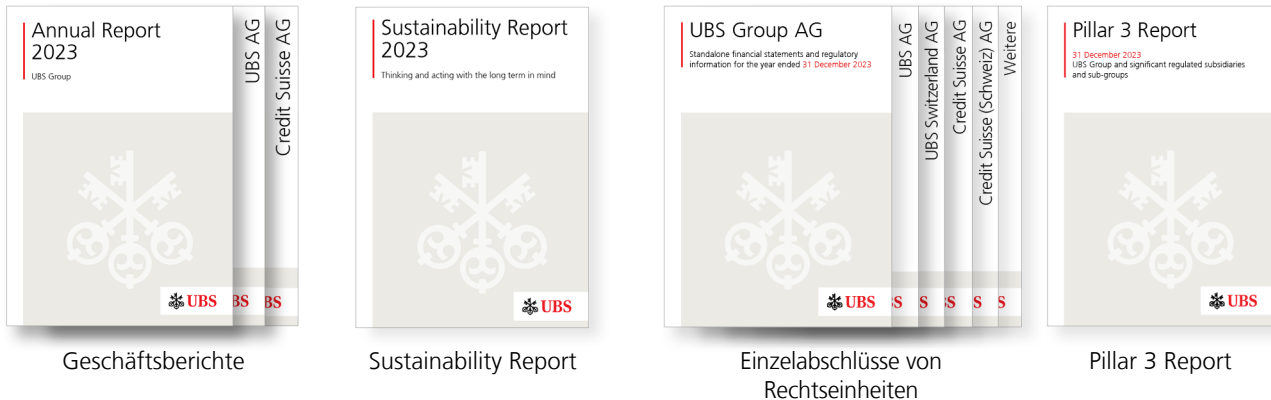 Annual Report
2023
UBS Group
UBS AG
Credit Suisse AG
UBS
BS
BS
Geschäftsberichte
Sustainability Report
2023
Thinking and acting with the long term in mind
UBS
Sustainability Report
UBS Group AG
Standalone financial statements and regulatory
information for the year ended 31 December 2023
UBS AG
UBS Switzerland AG
Credit Suisse AG
Credit Suisse (Schweiz) AG
Weitere
UBS
S
S
S
S
S
Einzelabschlüsse von
Rechtseinheiten
Pillar 3 Report
31 December 2023
UBS Group and significant regulated subsidiaries
and sub-groups
UBS
Pillar 3 Report